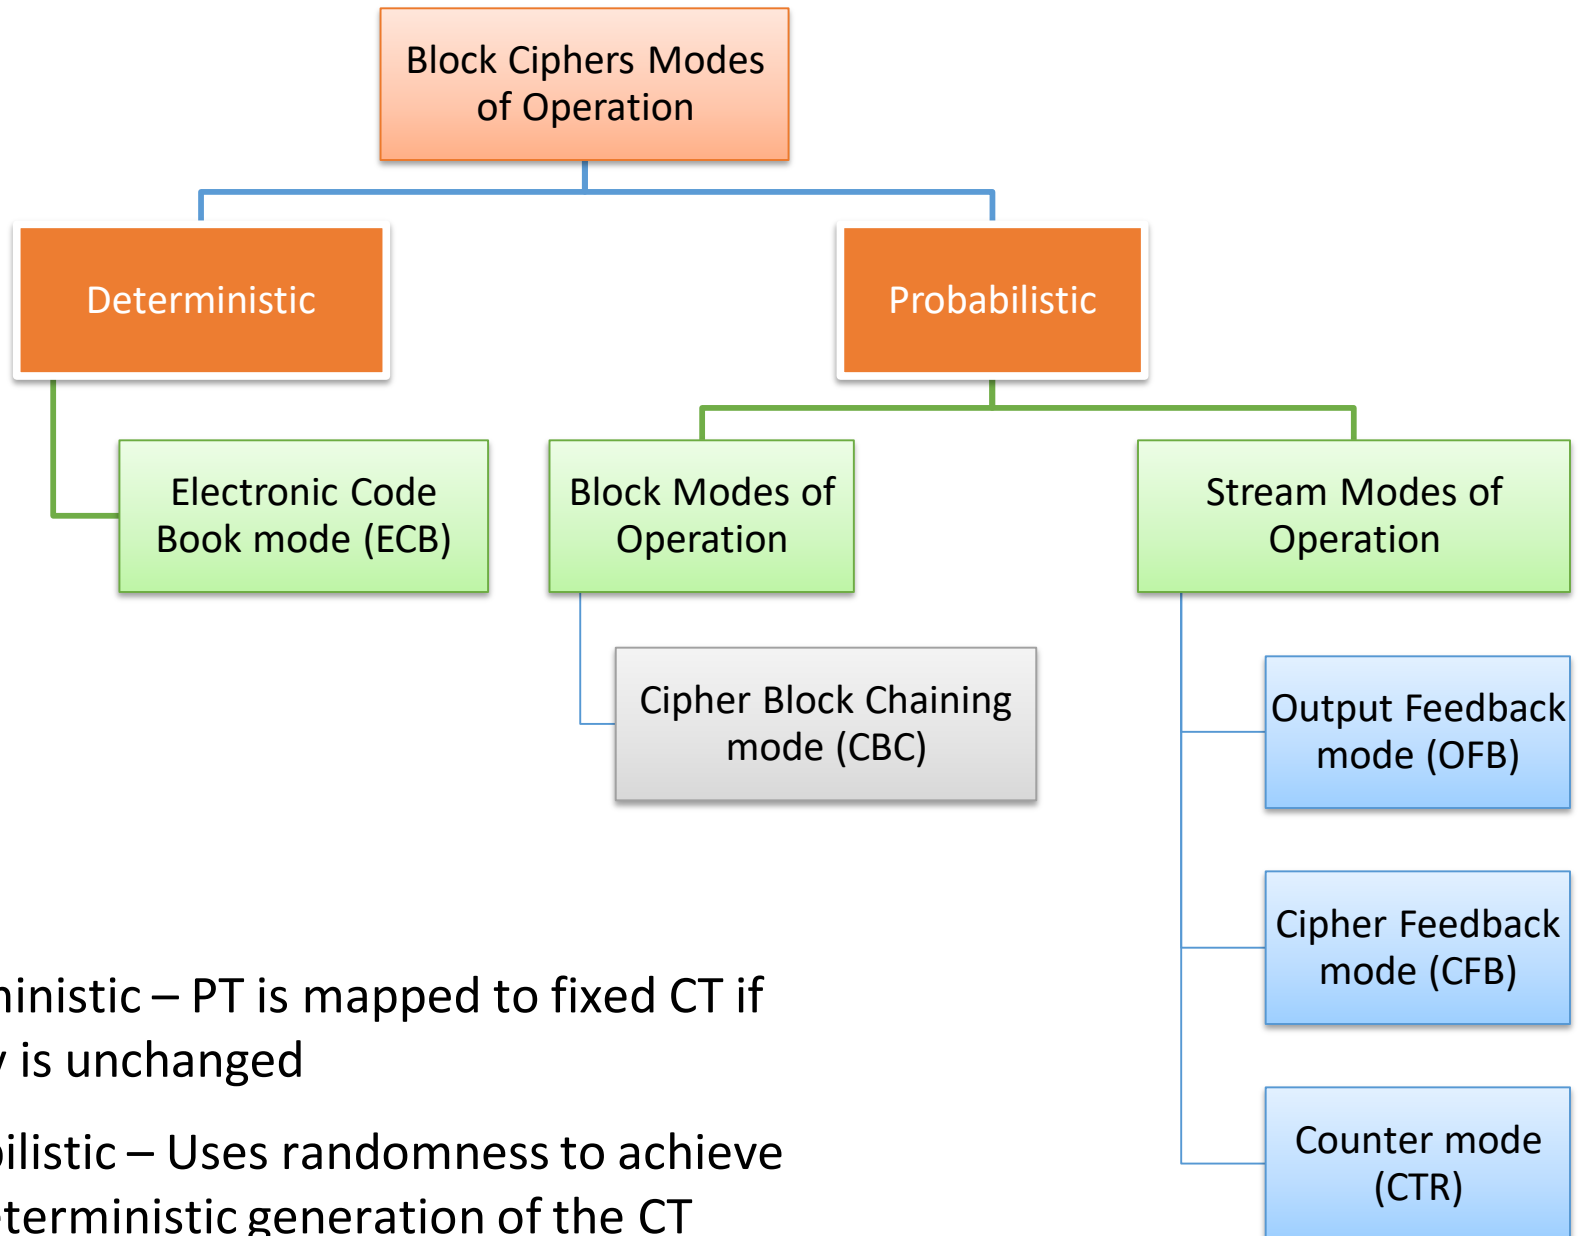 Block Ciphers Modes
of Operation
Deterministic
Probabilistic
Electronic Code
Book mode (ECB)
Block Modes of
Operation
Stream Modes of
Operation
Cipher Block Chaining
mode (CBC)
Output Feedback
mode (OFB)
Cipher Feedback
mode (CFB)
Counter mode
(CTR)
ministic – PT is mapped to fixed CT if
y is unchanged
bilistic – Uses randomness to achieve
eterministic generation of the CT